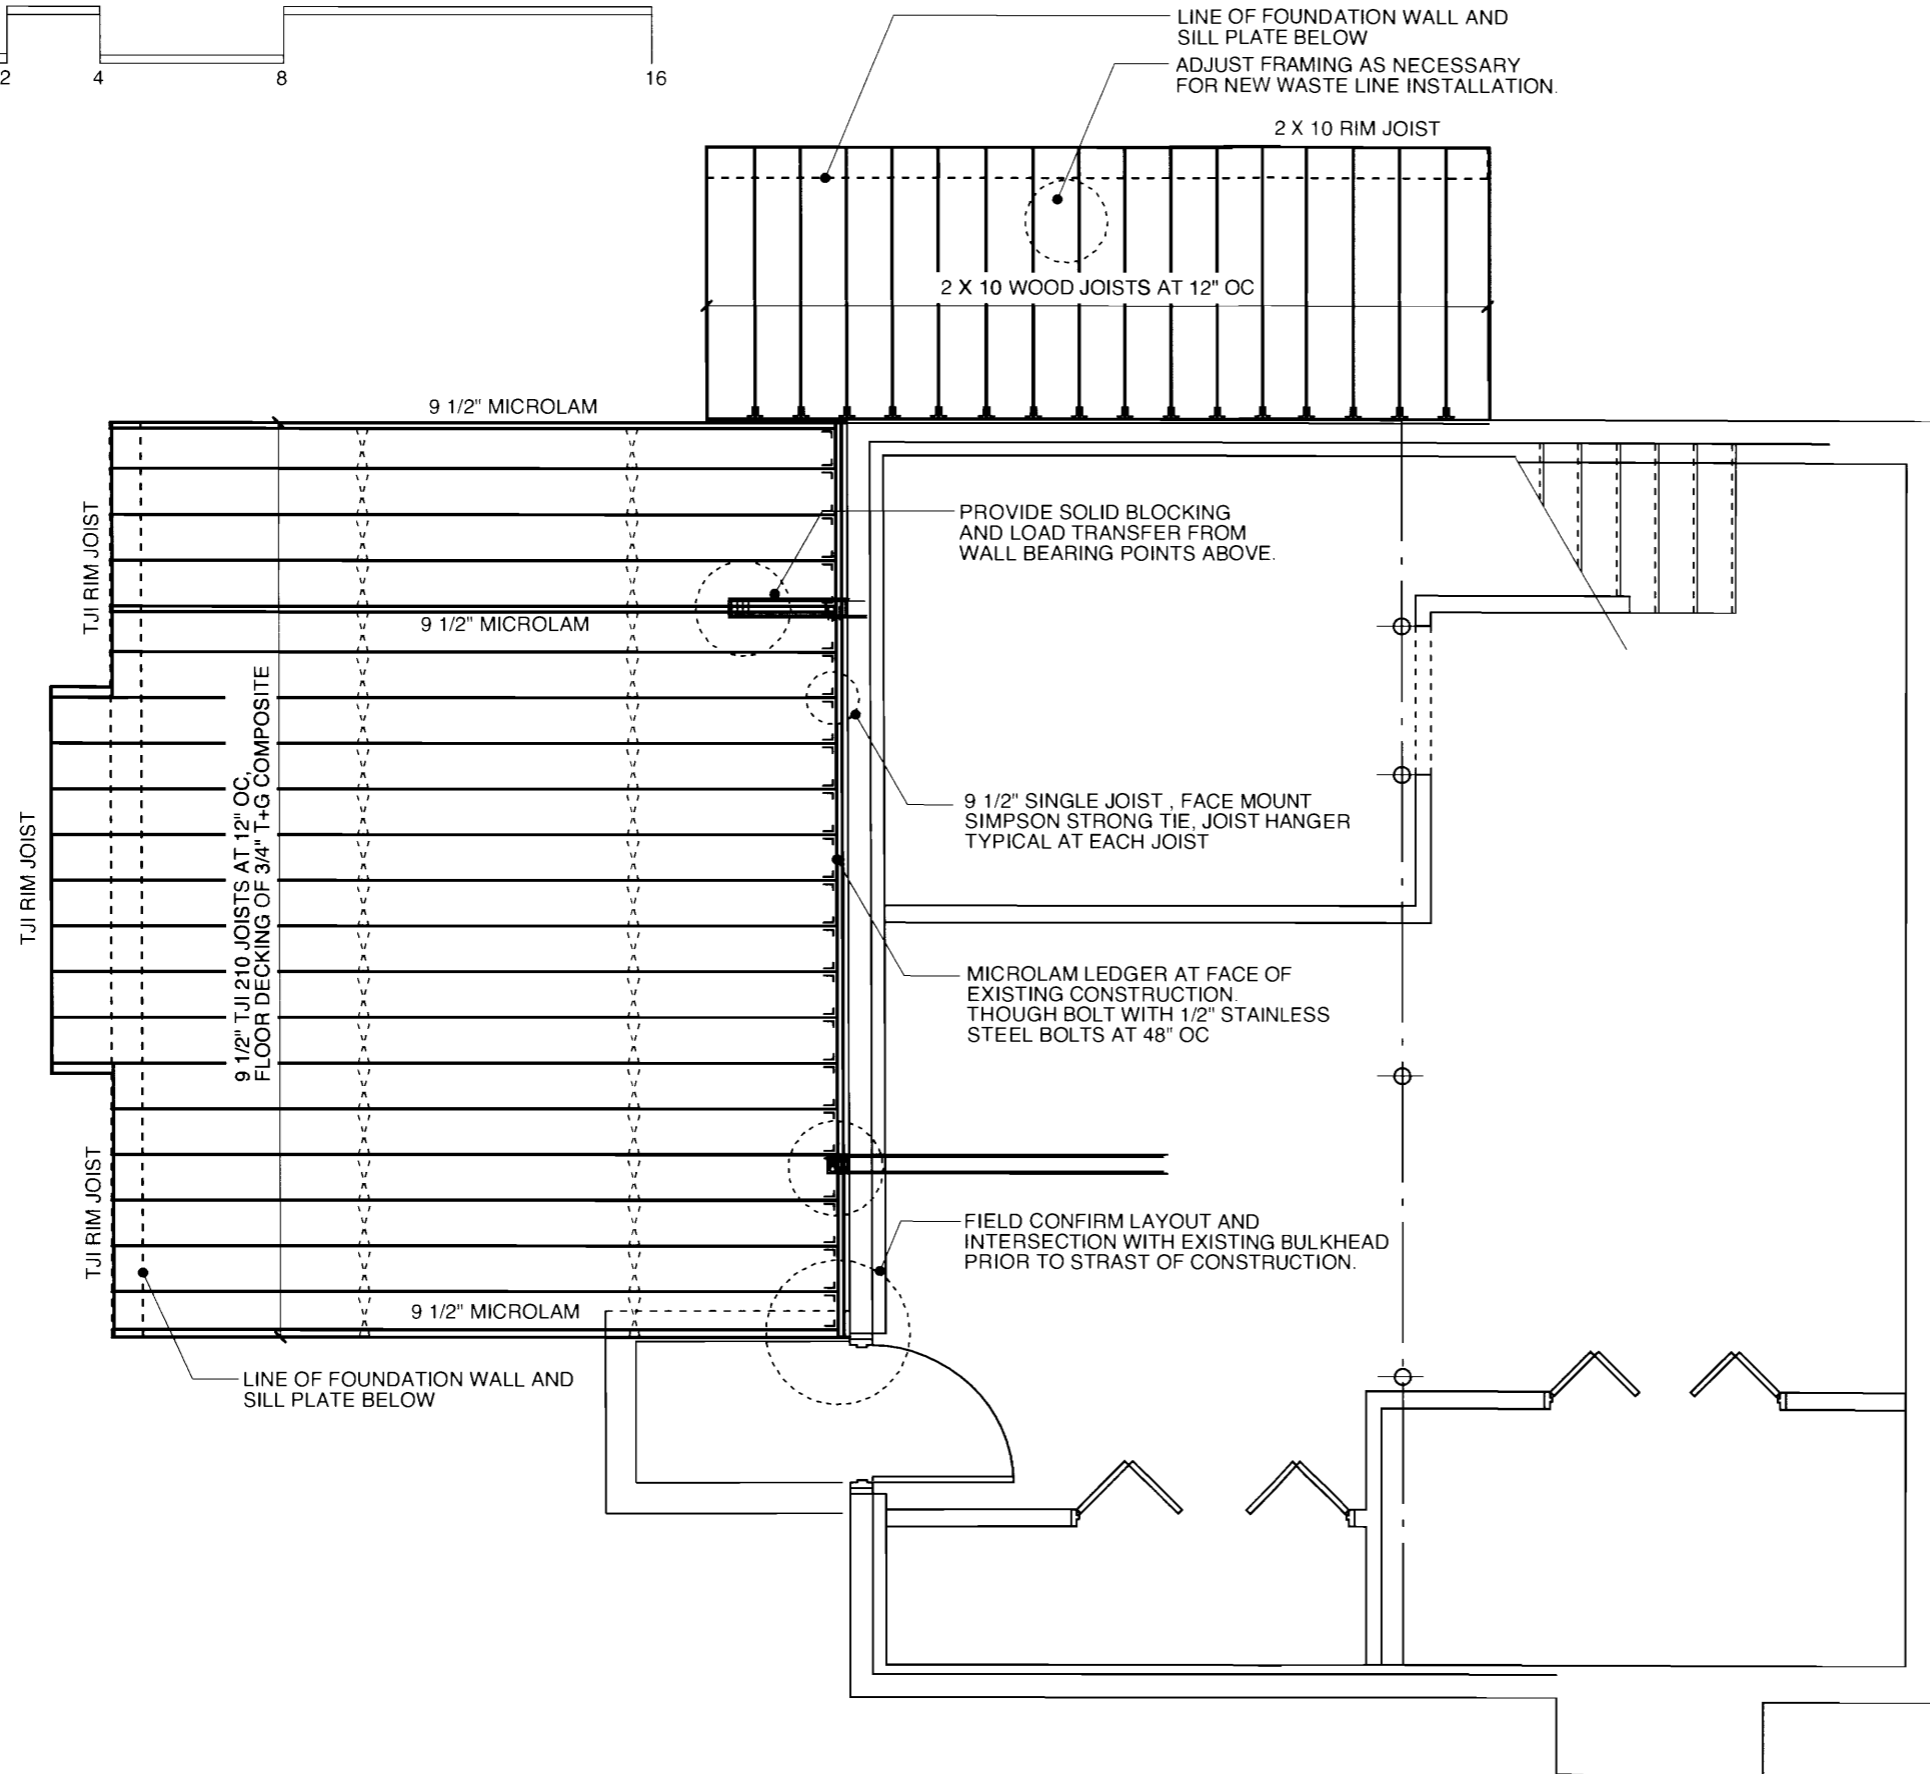 2 4 8 16
LINE OF FOUNDATION WALL AND
SILL PLATE BELOW
ADJUST FRAMING AS NECESSARY
FOR NEW WASTE LINE INSTALLATION.
2 X 10 RIM JOIST
2 X 10 WOOD JOISTS AT 12" OC
9 1/2" MICROLAM
TJI RIM JOIST
PROVIDE SOLID BLOCKING
AND LOAD TRANSFER FROM
WALL BEARING POINTS ABOVE.
9 1/2" MICROLAM
9 1/2" TJI 210 JOISTS AT 12" OC,
FLOOR DECKING OF 3/4" T+G COMPOSITE
TJI RIM JOIST
9 1/2" SINGLE JOIST , FACE MOUNT
SIMPSON STRONG TIE, JOIST HANGER
TYPICAL AT EACH JOIST
MICROLAM LEDGER AT FACE OF
EXISTING CONSTRUCTION.
THOUGH BOLT WITH 1/2" STAINLESS
STEEL BOLTS AT 48" OC
TJI RIM JOIST
FIELD CONFIRM LAYOUT AND
INTERSECTION WITH EXISTING BULKHEAD
PRIOR TO STRAST OF CONSTRUCTION.
9 1/2" MICROLAM
LINE OF FOUNDATION WALL AND
SILL PLATE BELOW